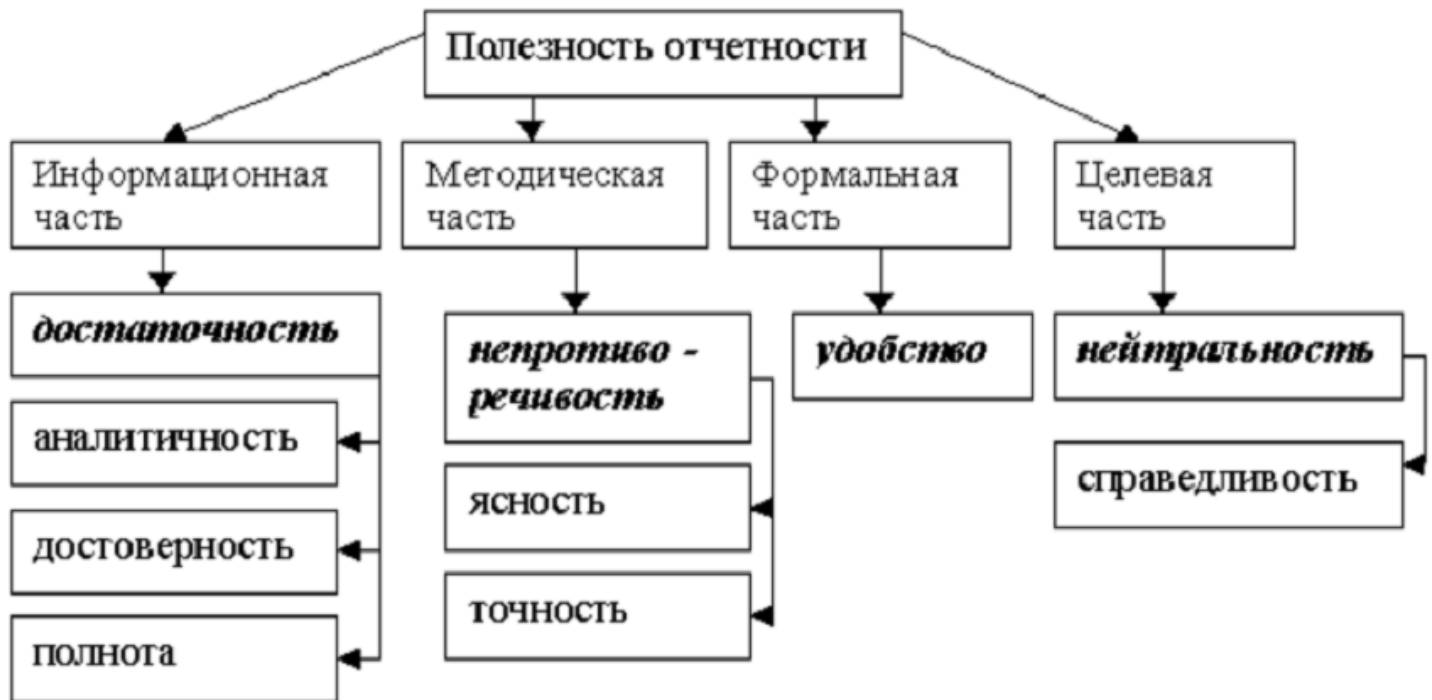 Полезность отчетности
Информационная
часть
Методическая
часть
Формальная
часть
Целевая
часть
достаточность
аналитичность
достоверность
полнота
непротиво -
речивость
ясность
точность
удобство
нейтральность
справедливость